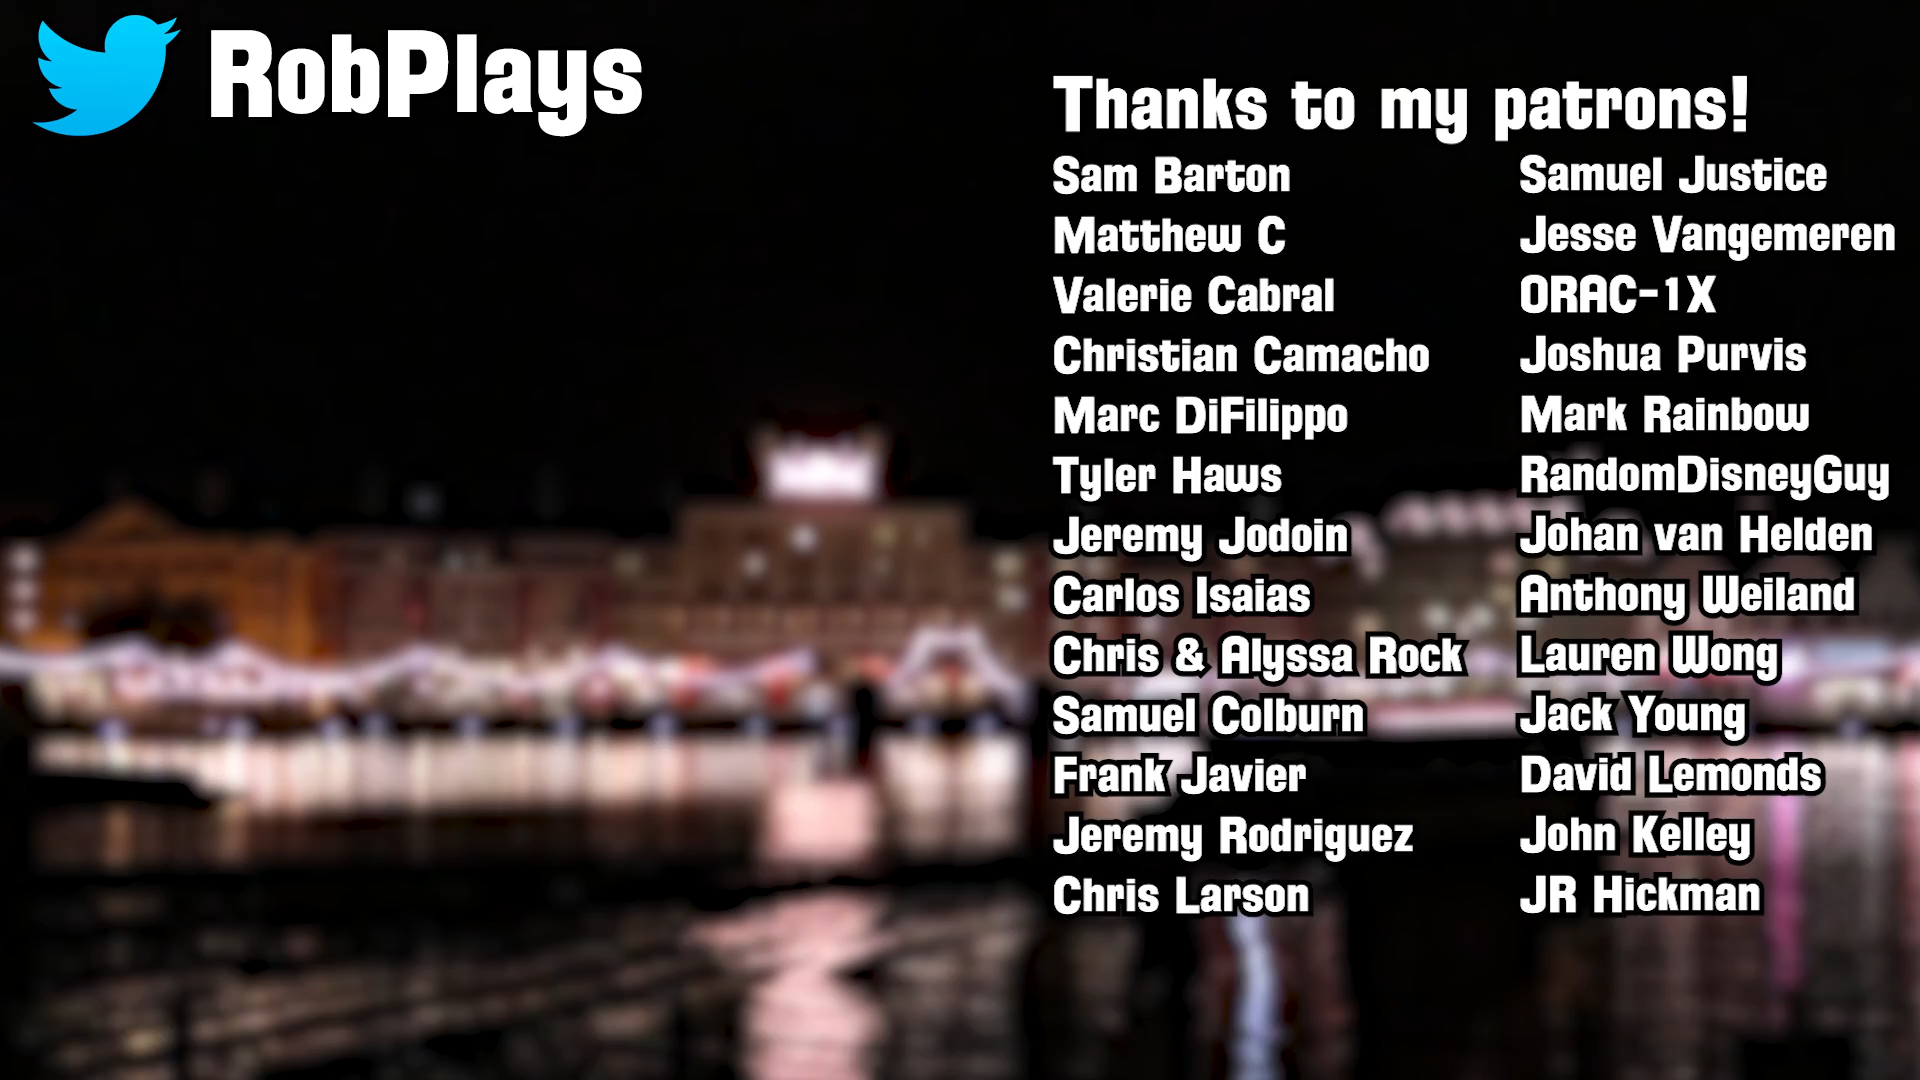 RobPlays
Thanks to my patrons!
Sam Barton
Matthew C
Valerie Cabral
Christian Camacho
Marc DiFilippo
Tyler Haws
Jeremy Jodoin
Carlos Isaias
Chris & Alyssa Rock
Samuel Colburn
Frank Javier
Jeremy Rodriguez
Chris Larson
Samuel Justice
Jesse Vangemeren
ORAC-1X
Joshua Purvis
Mark Rainbow
RandomDisneyGuy
Johan van Helden
Anthony Weiland
Lauren Wong
Jack Young
David Lemonds
John Kelley
JR Hickman